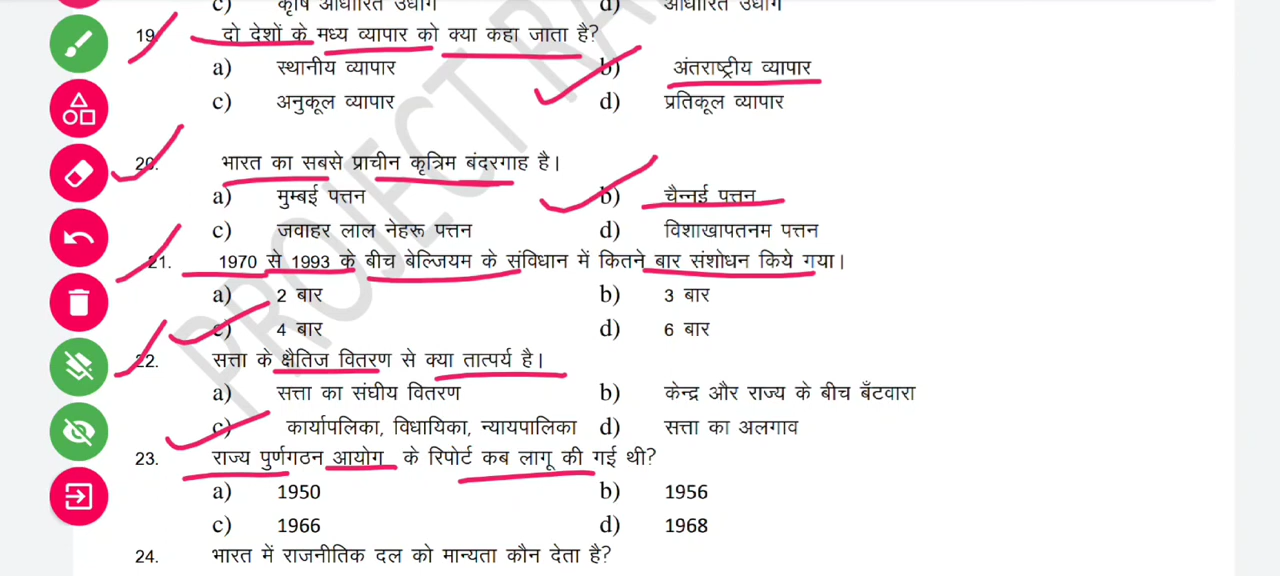 c) कृषि आधारित उद्योग d) आधारित उद्योग
19. दो देशों के मध्य व्यापार को क्या कहा जाता है?
a) स्थानीय व्यापार b) अंतराष्ट्रीय व्यापार
c) अनुकूल व्यापार d) प्रतिकूल व्यापार
20. भारत का सबसे प्राचीन कृत्रिम बंदरगाह है।
a) मुम्बई पत्तन b) चैन्नई पत्तन
c) जवाहर लाल नेहरू पत्तन d) विशाखापतनम पत्तन
21. 1970 से 1993 के बीच बेल्जियम के संविधान में कितने बार संशोधन किये गया।
a) 2 बार b) 3 बार
c) 4 बार d) 6 बार
22. सत्ता के क्षैतिज वितरण से क्या तात्पर्य है।
a) सत्ता का संघीय वितरण b) केन्द्र और राज्य के बीच बँटवारा
c) कार्यापलिका, विधायिका, न्यायपालिका d) सत्ता का अलगाव
23. राज्य पुर्णगठन आयोग के रिपोर्ट कब लागू की गई थी?
a) 1950 b) 1956
c) 1966 d) 1968
24. भारत में राजनीतिक दल को मान्यता कौन देता है?
PROJECT